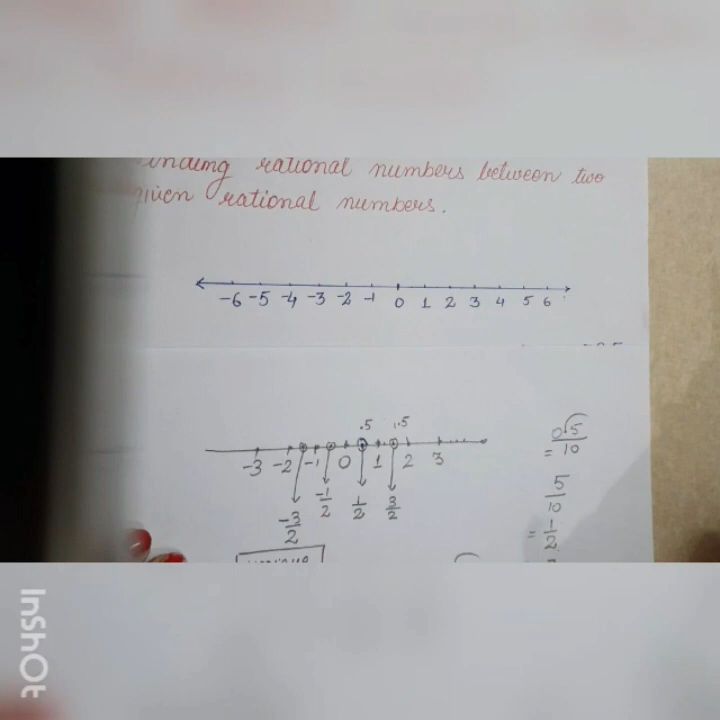 rational numbers between two
given rational numbers.
-6 -5 -4 -3 -2 -1 0 1 2 3 4 5 6
.5 1.5
-3 -2 -1 0 1 2 3
-3/2 -1/2 1/2 3/2
05/10
=
5/10
= 1/2
InShOt